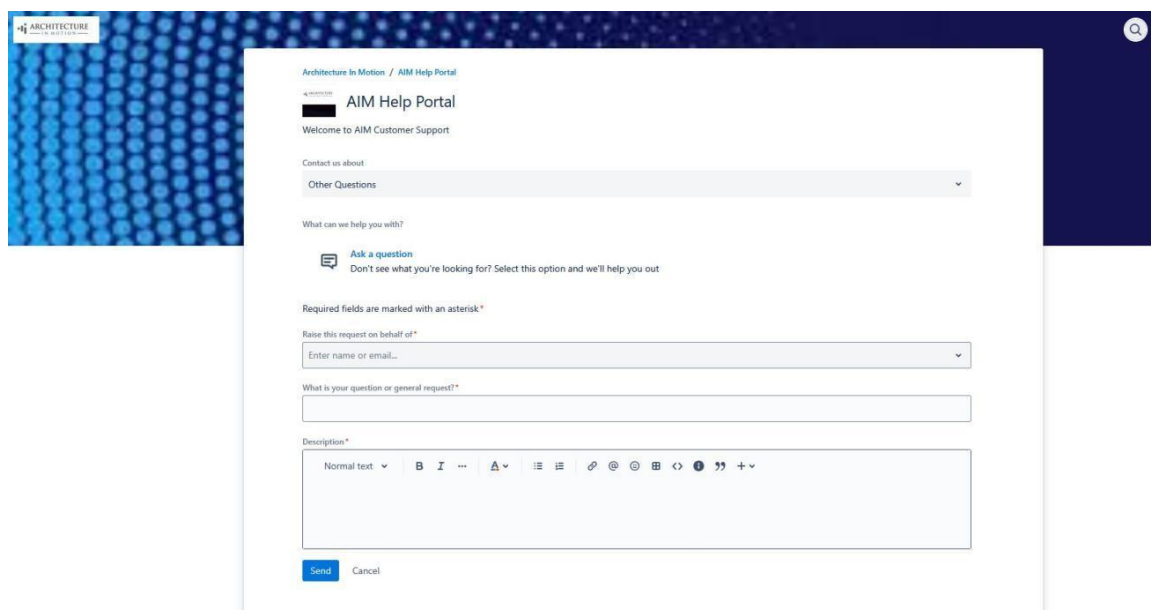 ARCHITECTURE
IN MOTION
Architecture In Motion / AIM Help Portal
AIM Help Portal
Welcome to AIM Customer Support
Contact us about
Other Questions
What can we help you with?
Ask a question
Don't see what you're looking for? Select this option and we'll help you out
Required fields are marked with an asterisk*
Raise this request on behalf of*
Enter name or email...
What is your question or general request?*
Description*
Normal text B I ... A
Send Cancel